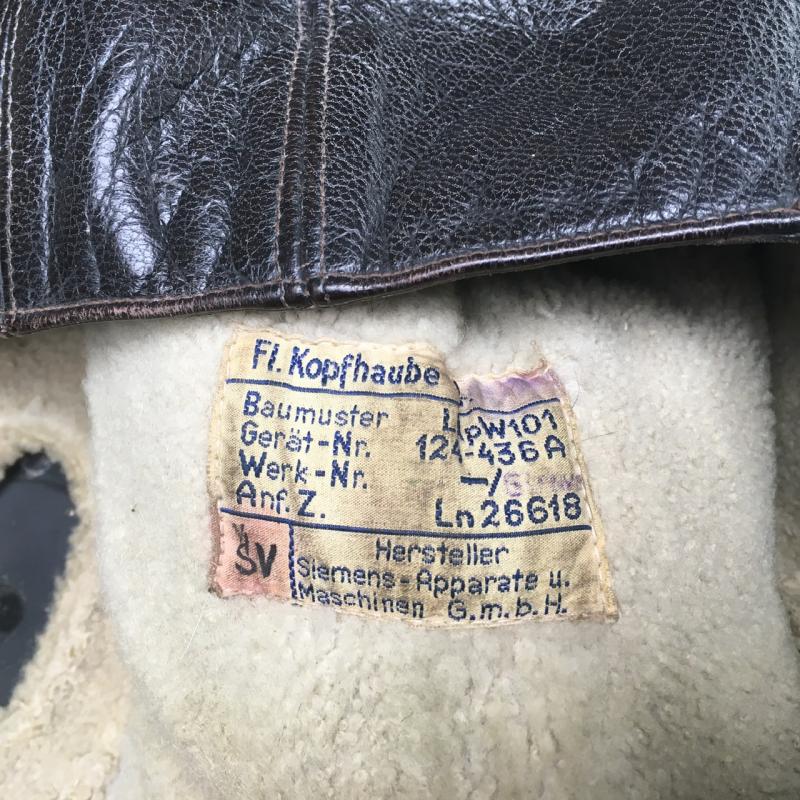 Fl. Kopfhaube
Baumuster LKpW101
Gerät-Nr. 124-436A
Werk-Nr. -/
Anf. Z. Ln 26618
SV
Hersteller
Siemens-Apparate u.
Maschinen G.m.b.H.